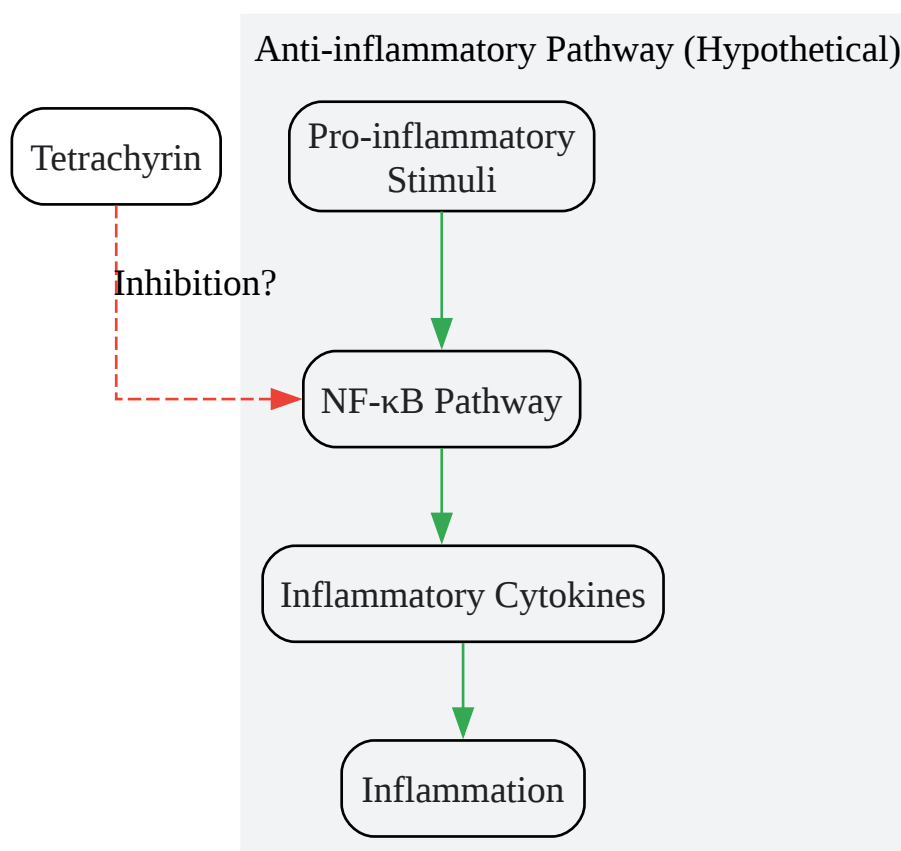 Anti-inflammatory Pathway (Hypothetical)
Tetrachyrin
Pro-inflammatory
Stimuli
Inhibition?
NF-κB Pathway
Inflammatory Cytokines
Inflammation